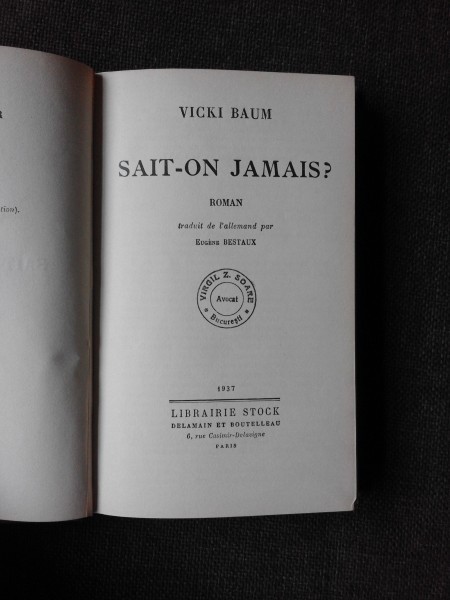 R
tion).
VICKI BAUM
SAIT-ON JAMAIS?
ROMAN
traduit de l'allemand par
EUGÈNE BESTAUX
VIRGIL Z. SOARE
Avocat
* Bucureşti *
1937
LIBRAIRIE STOCK
DELAMAIN ET BOUTELLEAU
6, rue Casimir-Delavigne
PARIS